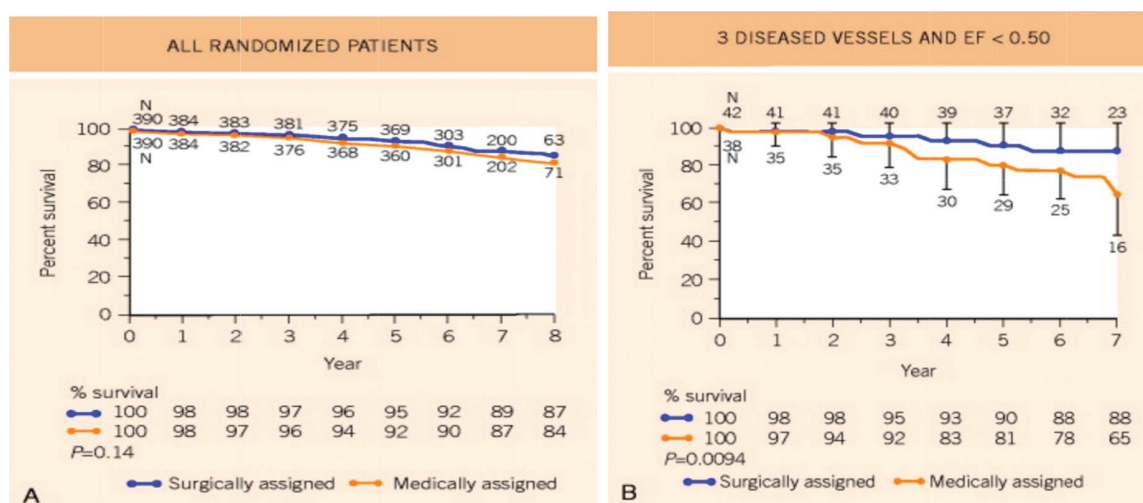 ALL RANDOMIZED PATIENTS
N
390 384 383 381 375 369 303 200 63
100
390 384 382 376 368 360 301 202 71
N
80
60
40
20
0
Percent survival
0 1 2 3 4 5 6 7 8
Year
% survival
100 98 98 97 96 95 92 89 87
100 98 97 96 94 92 90 87 84
P=0.14
Surgically assigned Medically assigned
A
3 DISEASED VESSELS AND EF < 0.50
N
42 41 41 40 39 37 32 23
100
38 35 35 33 30 29 25 16
N
80
60
40
20
0
Percent survival
0 1 2 3 4 5 6 7
Year
% survival
100 98 98 95 93 90 88 88
100 97 94 92 83 81 78 65
P=0.0094
Surgically assigned Medically assigned
B